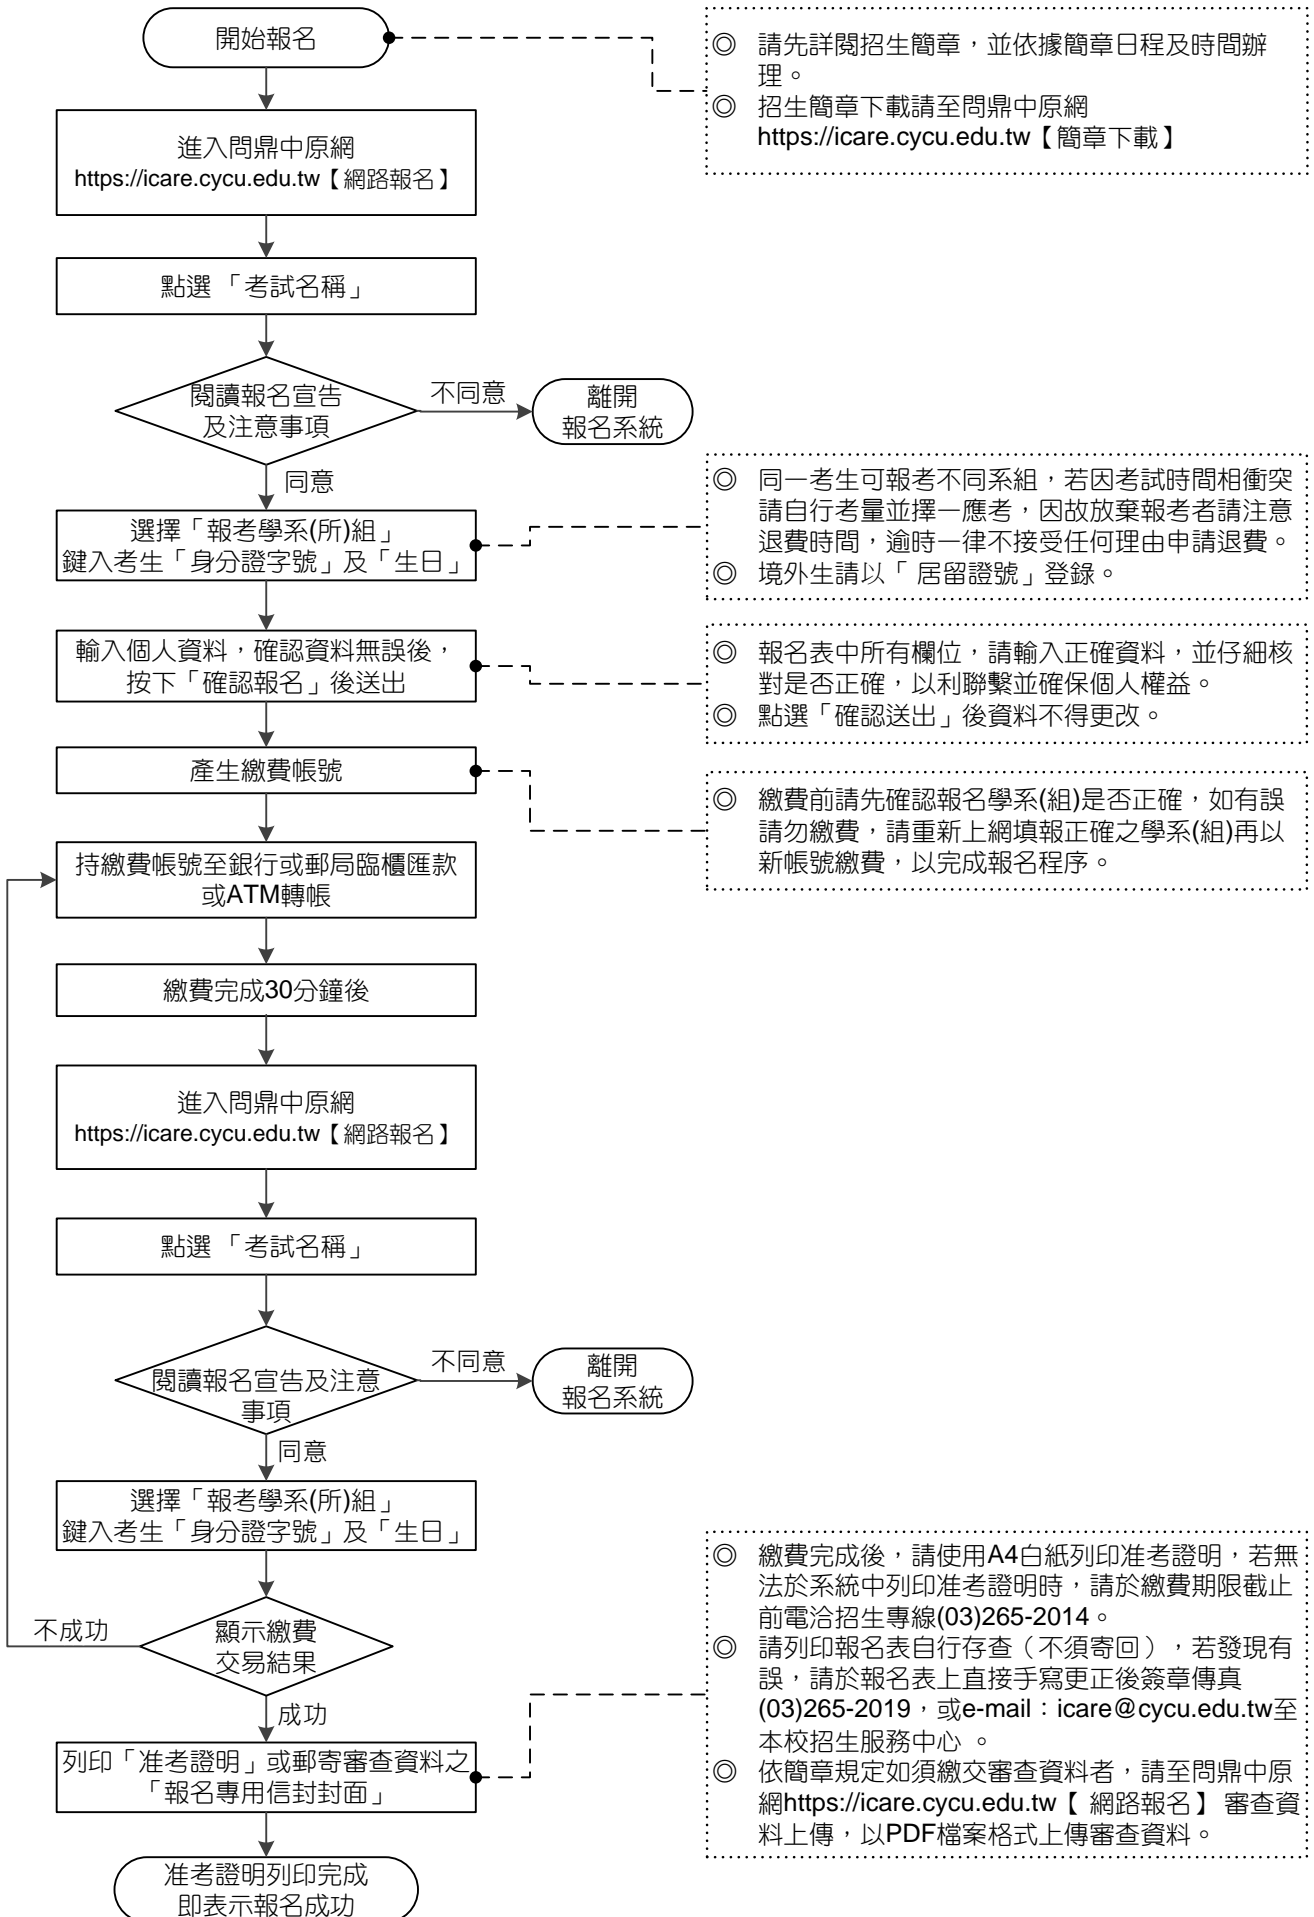 開始報名
◎ 請先詳閱招生簡章，並依據簡章日程及時間辦
理。
◎ 招生簡章下載請至問鼎中原網
https://icare.cycu.edu.tw【簡章下載】
進入問鼎中原網
https://icare.cycu.edu.tw【網路報名】
點選 「考試名稱」
閱讀報名宣告
及注意事項
不同意
離開
報名系統
同意
選擇「報考學系(所)組」
鍵入考生「身分證字號」及「生日」
◎ 同一考生可報考不同系組，若因考試時間相衝突
請自行考量並擇一應考，因故放棄報考者請注意
退費時間，逾時一律不接受任何理由申請退費。
◎ 境外生請以「 居留證號」登錄。
輸入個人資料，確認資料無誤後，
按下「確認報名」後送出
◎ 報名表中所有欄位，請輸入正確資料，並仔細核
對是否正確，以利聯繫並確保個人權益。
◎ 點選「確認送出」後資料不得更改。
產生繳費帳號
◎ 繳費前請先確認報名學系(組)是否正確，如有誤
請勿繳費，請重新上網填報正確之學系(組)再以
新帳號繳費，以完成報名程序。
持繳費帳號至銀行或郵局臨櫃匯款
或ATM轉帳
繳費完成30分鐘後
進入問鼎中原網
https://icare.cycu.edu.tw【網路報名】
點選 「考試名稱」
閱讀報名宣告及注意
事項
不同意
離開
報名系統
同意
選擇「報考學系(所)組」
鍵入考生「身分證字號」及「生日」
顯示繳費
交易結果
不成功
成功
列印「准考證明」或郵寄審查資料之
「報名專用信封封面」
◎ 繳費完成後，請使用A4白紙列印准考證明，若無
法於系統中列印准考證明時，請於繳費期限截止
前電洽招生專線(03)265-2014。
◎ 請列印報名表自行存查（不須寄回），若發現有
誤，請於報名表上直接手寫更正後簽章傳真
(03)265-2019，或e-mail：icare@cycu.edu.tw至
本校招生服務中心 。
◎ 依簡章規定如須繳交審查資料者，請至問鼎中原
網https://icare.cycu.edu.tw【 網路報名】 審查資
料上傳，以PDF檔案格式上傳審查資料。
准考證明列印完成
即表示報名成功